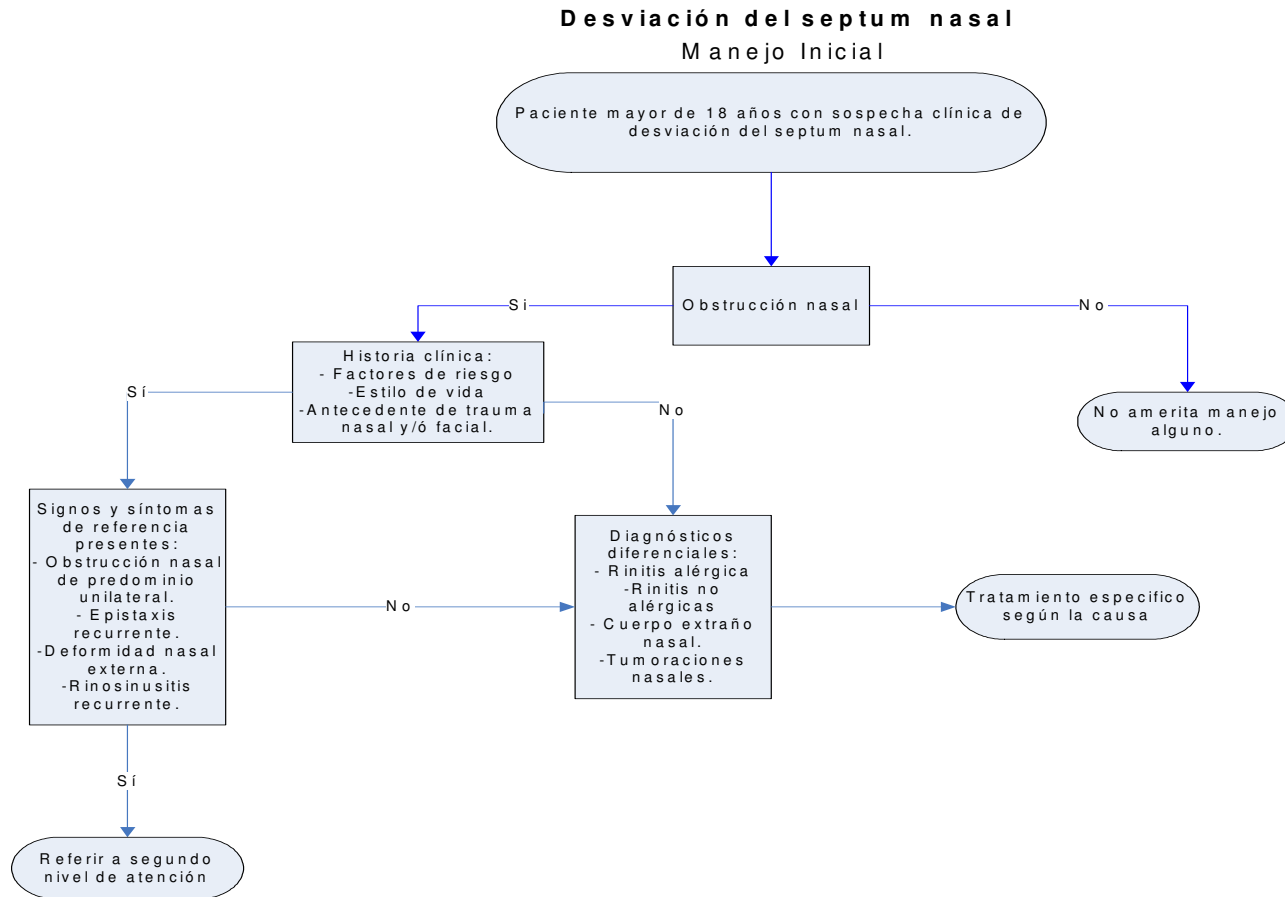 Desviación del septum nasal
Manejo Inicial
Paciente mayor de 18 años con sospecha clínica de
desviación del septum nasal.
Obstrucción nasal
Si
No
Historia clínica:
- Factores de riesgo
-Estilo de vida
-Antecedente de trauma
nasal y/ó facial.
Sí
No
No amerita manejo
alguno.
Signos y síntomas
de referencia
presentes:
- Obstrucción nasal
de predominio
unilateral.
- Epistaxis
recurrente.
-Deformidad nasal
externa.
-Rinosinusitis
recurrente.
No
Diagnósticos
diferenciales:
- Rinitis alérgica
-Rinitis no
alérgicas
- Cuerpo extraño
nasal.
-Tumoraciones
nasales.
Tratamiento especifico
según la causa
Sí
Referir a segundo
nivel de atención